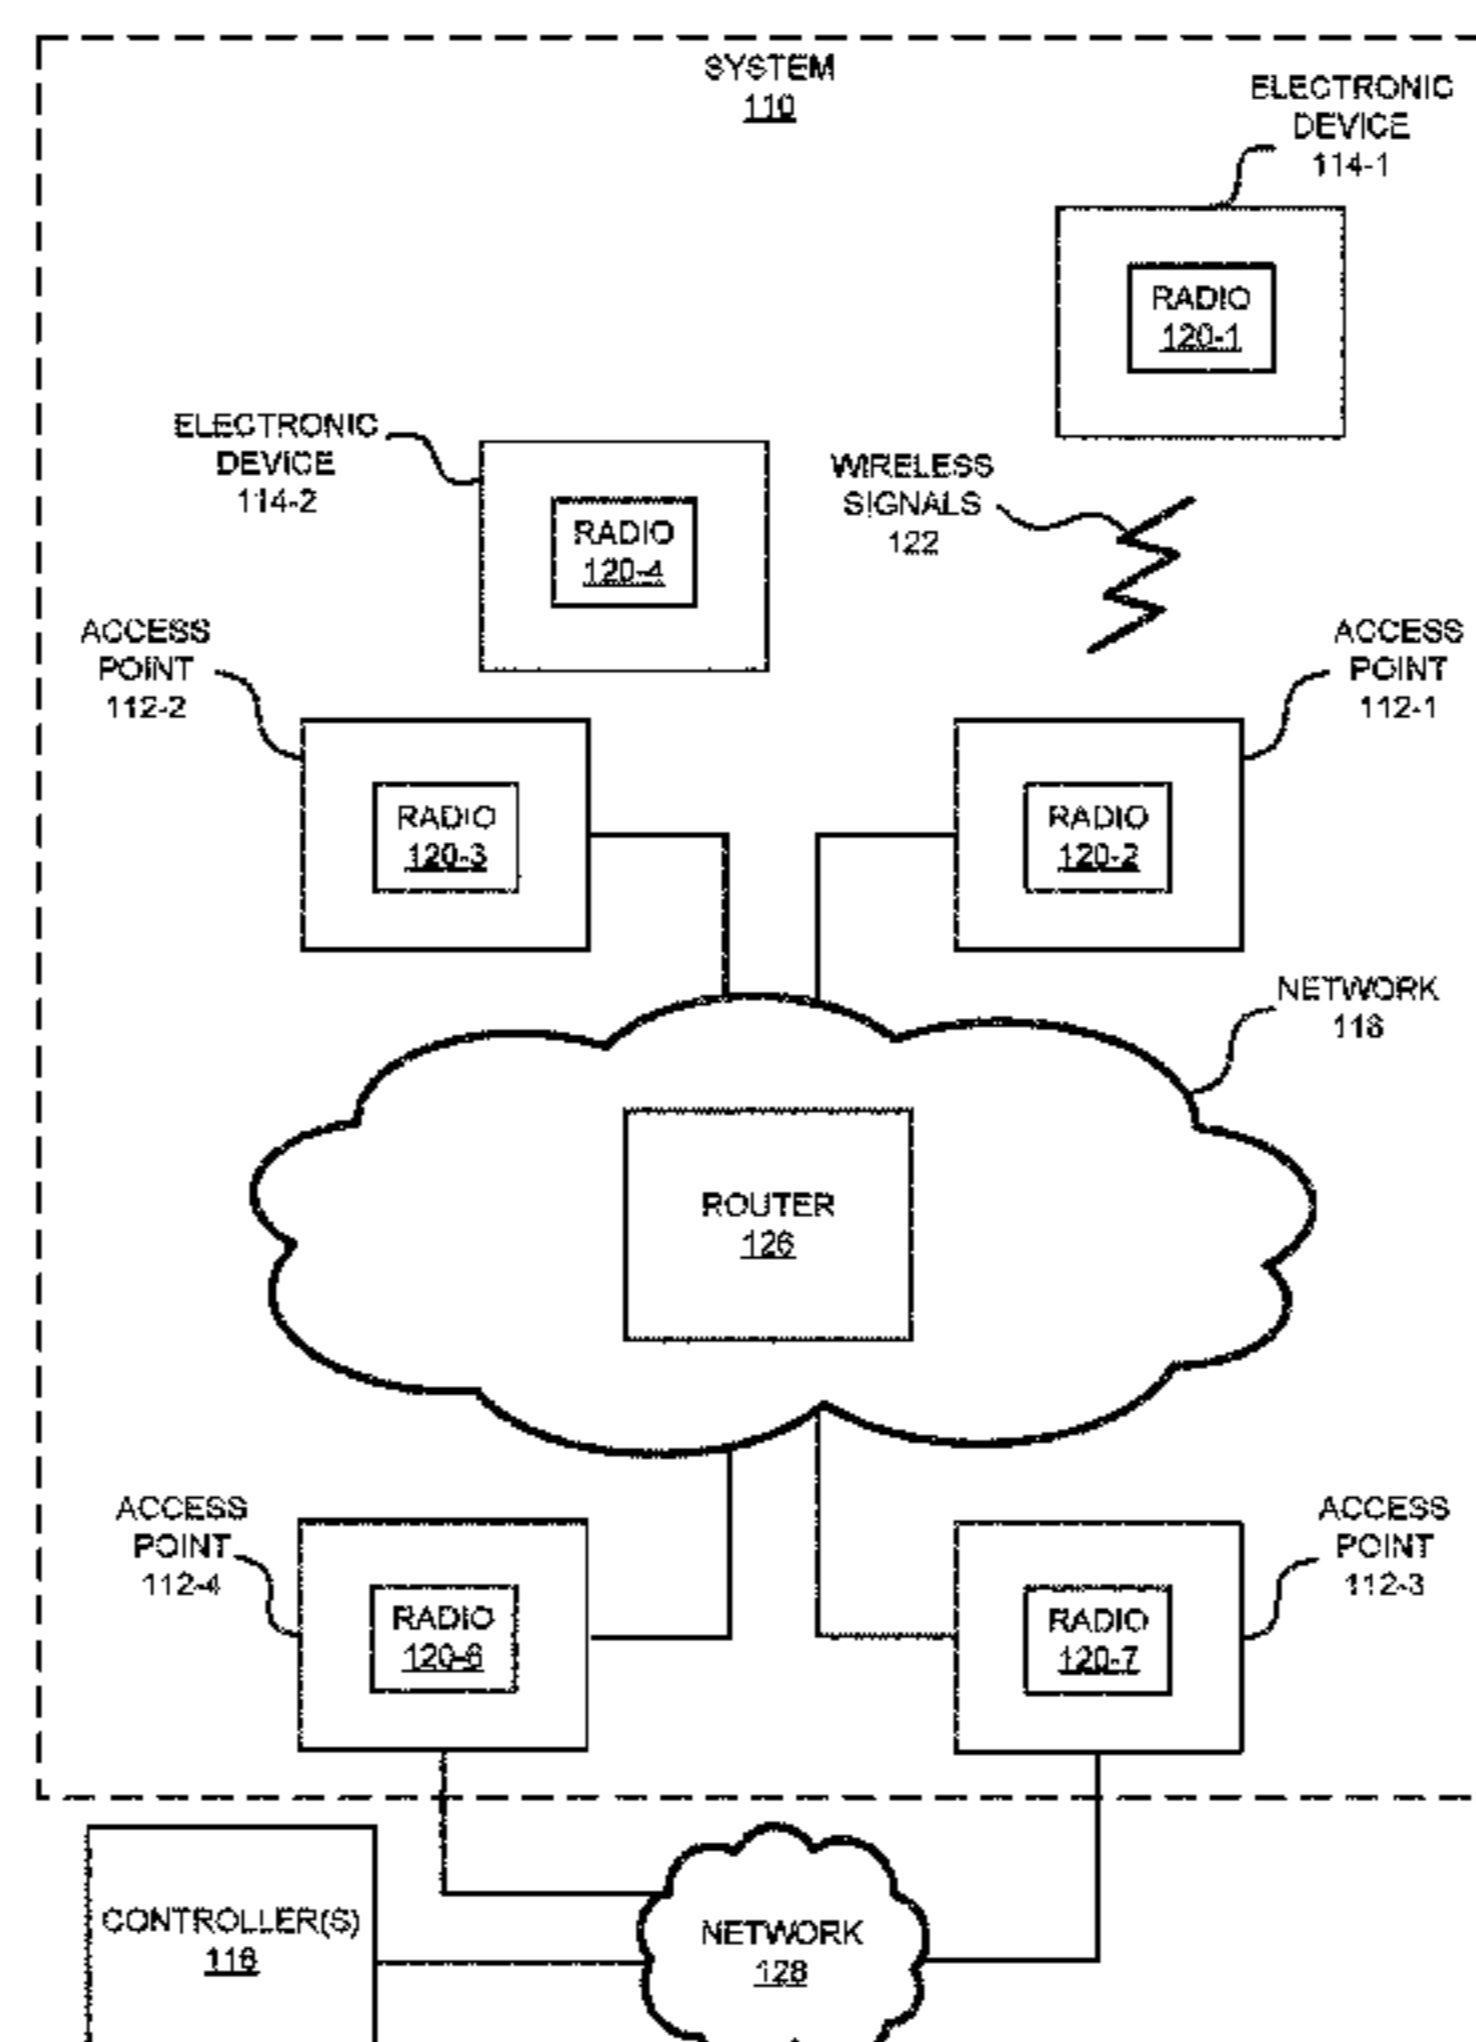 SYSTEM
110
ELECTRONIC
DEVICE
114-1
RADIO
120-1
ELECTRONIC
DEVICE
114-2
RADIO
120-4
WIRELESS
SIGNALS
122
ACCESS
POINT
112-2
RADIO
120-3
ACCESS
POINT
112-1
RADIO
120-2
NETWORK
118
ROUTER
126
ACCESS
POINT
112-4
RADIO
120-6
ACCESS
POINT
112-3
RADIO
120-7
CONTROLLER(S)
116
NETWORK
128